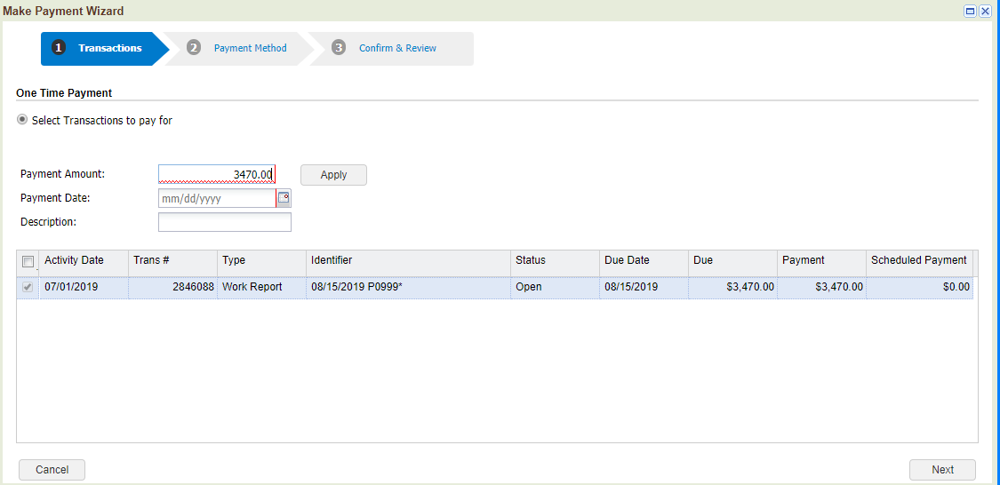 Make Payment Wizard
1 Transactions 2 Payment Method 3 Confirm & Review
One Time Payment
Select Transactions to pay for
Payment Amount: 3470.00 Apply
Payment Date: mm/dd/yyyy
Description:
Activity Date Trans # Type Identifier Status Due Date Due Payment Scheduled Payment
07/01/2019 2846088 Work Report 08/15/2019 P0999* Open 08/15/2019 $3,470.00 $3,470.00 $0.00
Cancel Next